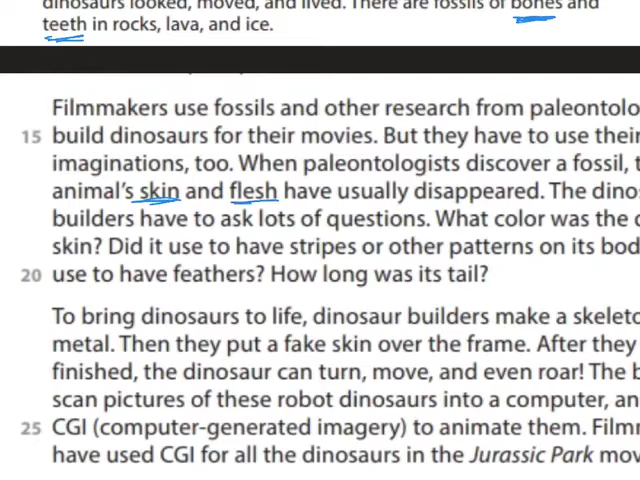 dinosaurs looked, moved, and lived. There are fossils of bones and
teeth in rocks, lava, and ice.
Filmmakers use fossils and other research from
15 build dinosaurs for their movies. But they have to use their
imaginations, too. When paleontologists discover a fossil,
animal's skin and flesh have usually disappeared. The
builders have to ask lots of questions. What color was the
skin? Did it use to have stripes or other patterns on its
20 use to have feathers? How long was its tail?
To bring dinosaurs to life, dinosaur builders make a
metal. Then they put a fake skin over the frame. After they
finished, the dinosaur can turn, move, and even roar! The
scan pictures of these robot dinosaurs into a computer,
25 CGI (computer-generated imagery) to animate them.
have used CGI for all the dinosaurs in the Jurassic Park